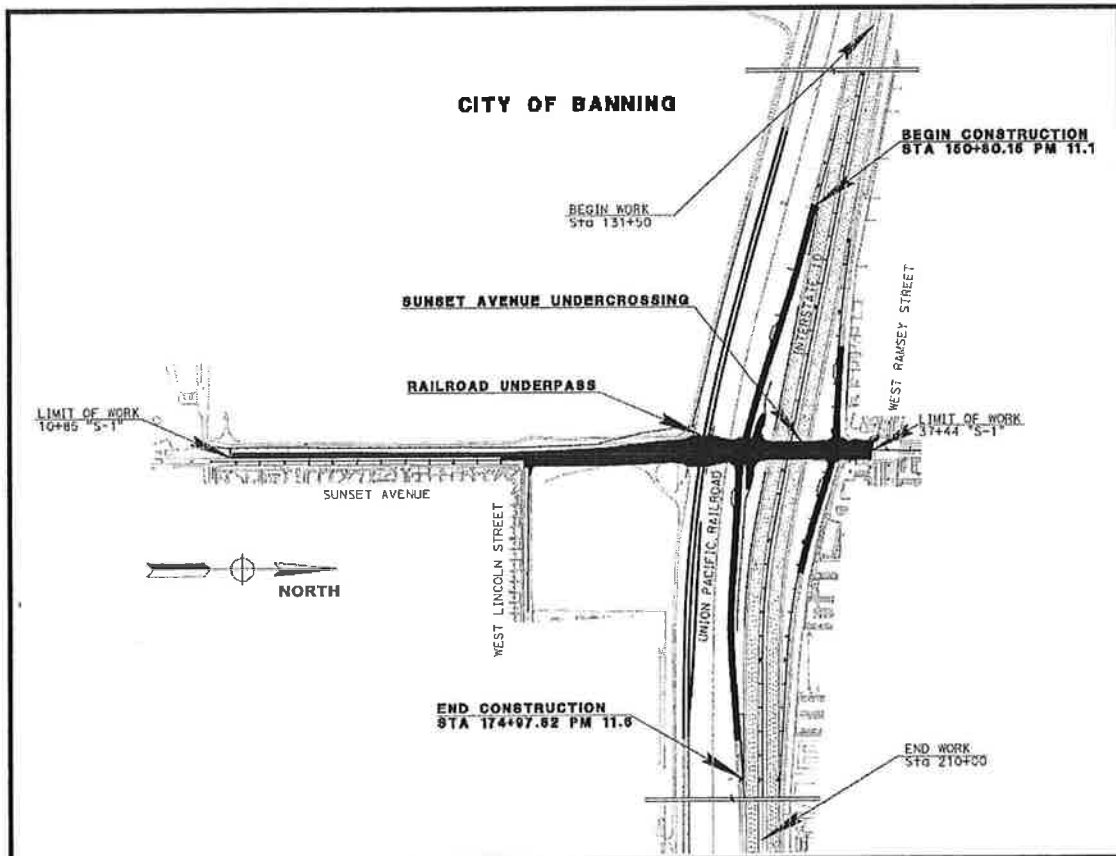 CITY OF BANNING
BEGIN CONSTRUCTION
STA 150+80.15 PM 11.1
BEGIN WORK
Sta 131+50
INTERSTATE 10
WEST RAMSEY STREET
SUNSET AVENUE UNDERCROSSING
RAILROAD UNDERPASS
LIMIT OF WORK
10+85 "S-1"
LIMIT OF WORK
37+44 "S-1"
SUNSET AVENUE
WEST LINCOLN STREET
UNION PACIFIC RAILROAD
NORTH
END CONSTRUCTION
STA 174+97.62 PM 11.6
END WORK
Sta 210+00